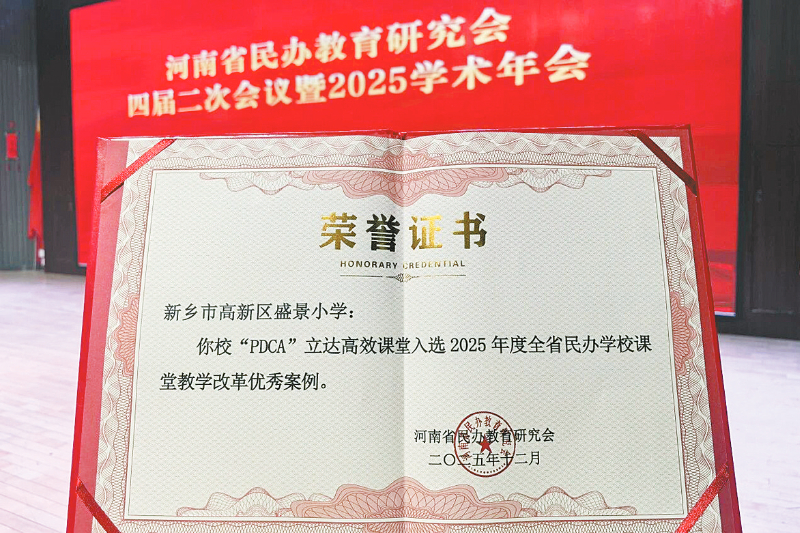 河南省民办教育研究会
四届二次会议暨2025学术年会
荣誉证书
HONORARY CREDENTIAL
新乡市高新区盛景小学：
你校“PDCA”立达高效课堂入选 2025 年度全省民办学校课
堂教学改革优秀案例。
河南省民办教育研究会
二〇二五年十二月